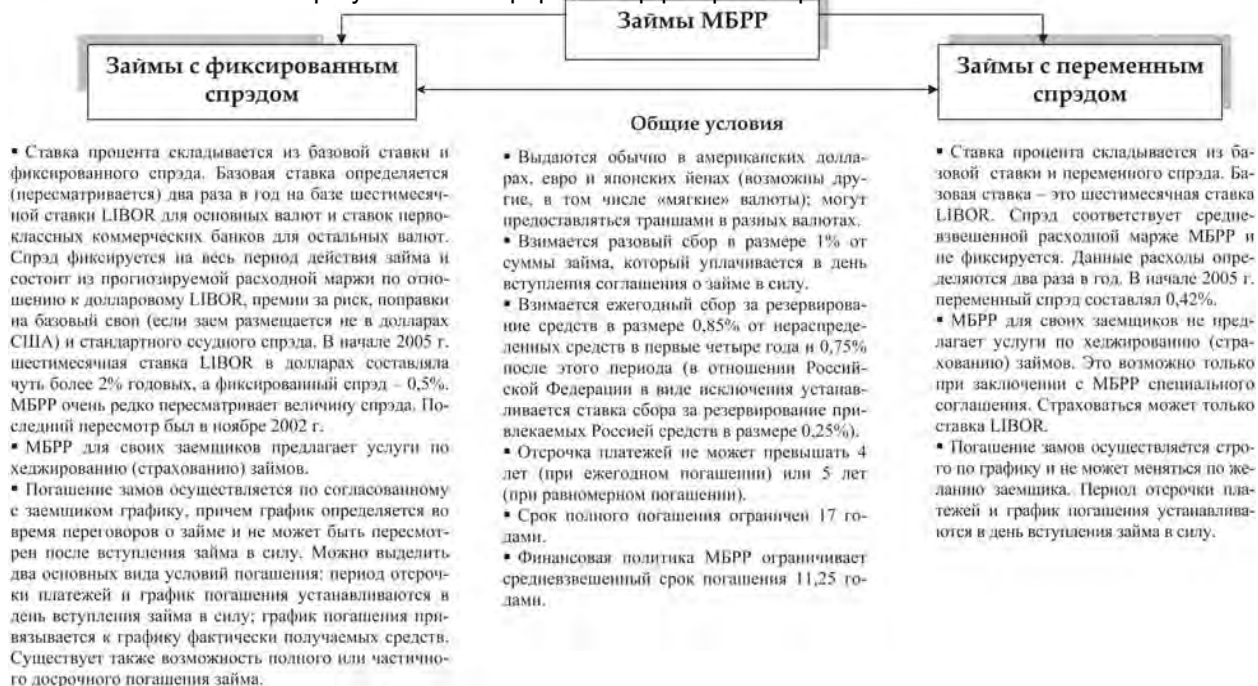 Займы МБРР
Займы с фиксированным
спрэдом
Займы с переменным
спрэдом
▪ Ставка процента складывается из базовой ставки и
фиксированного спрэда. Базовая ставка определяется
(пересматривается) два раза в год на базе шестимесяч-
ной ставки LIBOR для основных валют и ставок перво-
классных коммерческих банков для остальных валют.
Спрэд фиксируется на весь период действия займа и
состоит из прогнозируемой расходной маржи по отно-
шению к долларовому LIBOR, премии за риск, поправки
на базовый своп (если заем размещается не в долларах
США) и стандартного ссудного спрэда. В начале 2005 г.
шестимесячная ставка LIBOR в долларах составляла
чуть более 2% годовых, а фиксированный спрэд – 0,5%.
МБРР очень редко пересматривает величину спрэда. По-
следний пересмотр был в ноябре 2002 г.
▪ МБРР для своих заемщиков предлагает услуги по
хеджированию (страхованию) займов.
▪ Погашение замов осуществляется по согласованному
с заемщиком графику, причем график определяется во
время переговоров о займе и не может быть пересмот-
рен после вступления займа в силу. Можно выделить
два основных вида условий погашения: период отсроч-
ки платежей и график погашения устанавливаются в
день вступления займа в силу; график погашения при-
вязывается к графику фактически получаемых средств.
Существует также возможность полного или частично-
го досрочного погашения займа.
Общие условия
▪ Выдаются обычно в американских долла-
рах, евро и японских йенах (возможны дру-
гие, в том числе «мягкие» валюты); могут
предоставляться траншами в разных валютах.
▪ Взимается разовый сбор в размере 1% от
суммы займа, который уплачивается в день
вступления соглашения о займе в силу.
▪ Взимается ежегодный сбор за резервирова-
ние средств в размере 0,85% от нераспреде-
ленных средств в первые четыре года и 0,75%
после этого периода (в отношении Россий-
ской Федерации в виде исключения устанав-
ливается ставка сбора за резервирование при-
влекаемых Россией средств в размере 0,25%).
▪ Отсрочка платежей не может превышать 4
лет (при ежегодном погашении) или 5 лет
(при равномерном погашении).
▪ Срок полного погашения ограничен 17 го-
дами.
▪ Финансовая политика МБРР ограничивает
средневзвешенный срок погашения 11,25 го-
дами.
▪ Ставка процента складывается из ба-
зовой ставки и переменного спрэда. Ба-
зовая ставка – это шестимесячная ставка
LIBOR. Спрэд соответствует средне-
взвешенной расходной марже МБРР и
не фиксируется. Данные расходы опре-
деляются два раза в год. В начале 2005 г.
переменный спрэд составлял 0,42%.
▪ МБРР для своих заемщиков не пред-
лагает услуги по хеджированию (стра-
хованию) займов. Это возможно только
при заключении с МБРР специального
соглашения. Страховаться может только
ставка LIBOR.
▪ Погашение замов осуществляется стро-
го по графику и не может меняться по же-
ланию заемщика. Период отсрочки пла-
тежей и график погашения устанавлива-
ются в день вступления займа в силу.